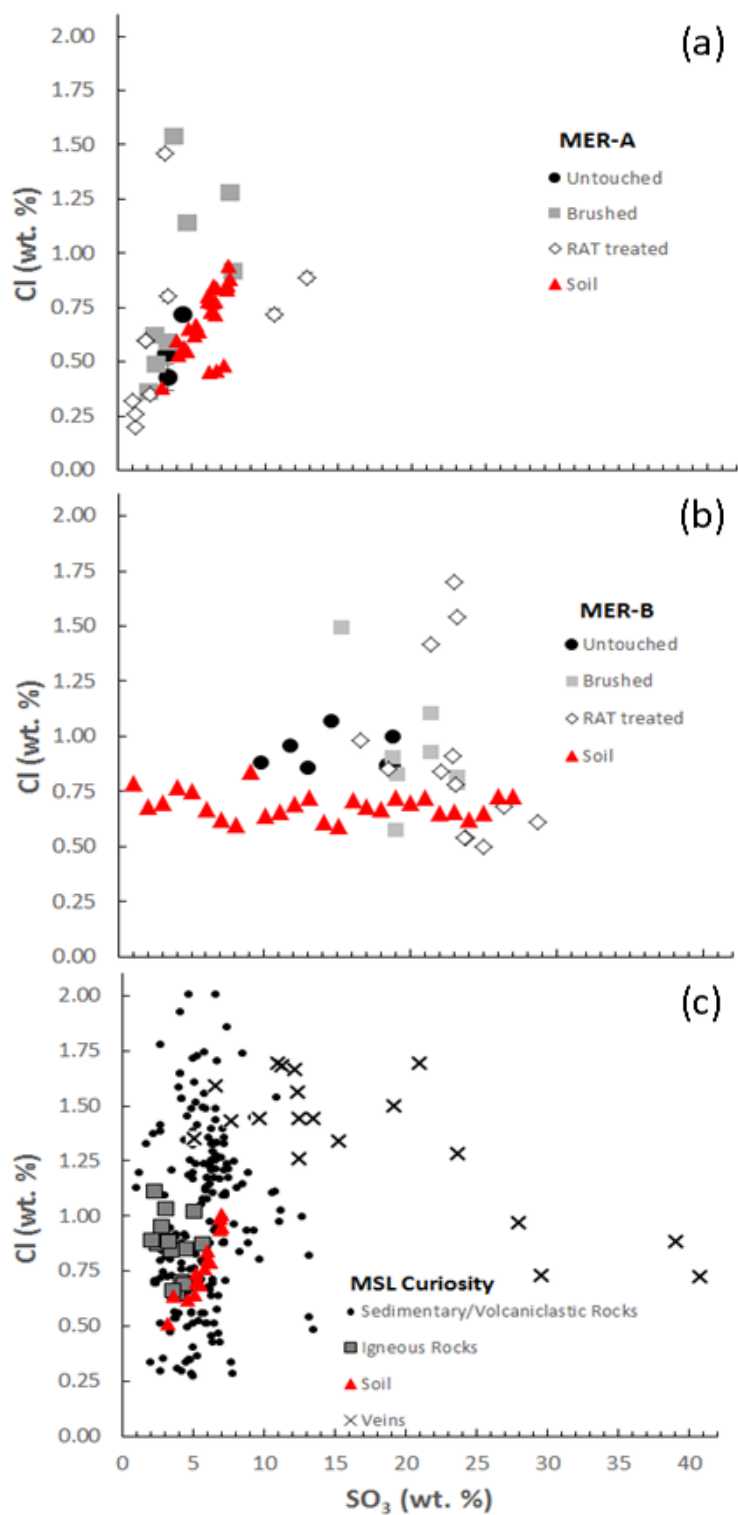 (a)
2.00
1.75
1.50
1.25
1.00
0.75
0.50
0.25
0.00
Cl (wt. %)
MER-A
Untouched
Brushed
RAT treated
Soil
(b)
2.00
1.75
1.50
1.25
1.00
0.75
0.50
0.25
0.00
Cl (wt. %)
MER-B
Untouched
Brushed
RAT treated
Soil
(c)
2.00
1.75
1.50
1.25
1.00
0.75
0.50
0.25
0.00
Cl (wt. %)
MSL Curiosity
Sedimentary/Volcaniclastic Rocks
Igneous Rocks
Soil
Veins
0 5 10 15 20 25 30 35 40
SO₃ (wt. %)